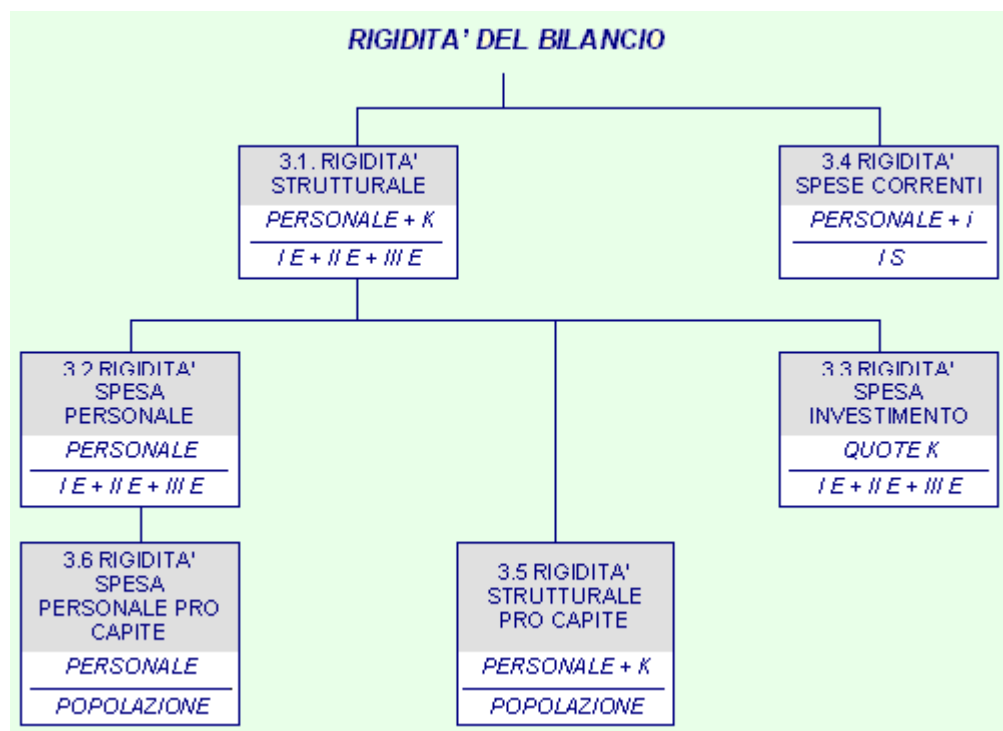 RIGIDITA' DEL BILANCIO
3.1. RIGIDITA'
STRUTTURALE
PERSONALE + K
I E + II E + III E
3.4 RIGIDITA'
SPESE CORRENTI
PERSONALE + i
I S
3.2 RIGIDITA'
SPESA
PERSONALE
PERSONALE
I E + II E + III E
3.3 RIGIDITA'
SPESA
INVESTIMENTO
QUOTE K
I E + II E + III E
3.6 RIGIDITA'
SPESA
PERSONALE PRO
CAPITE
PERSONALE
POPOLAZIONE
3.5 RIGIDITA'
STRUTTURALE
PRO CAPITE
PERSONALE + K
POPOLAZIONE